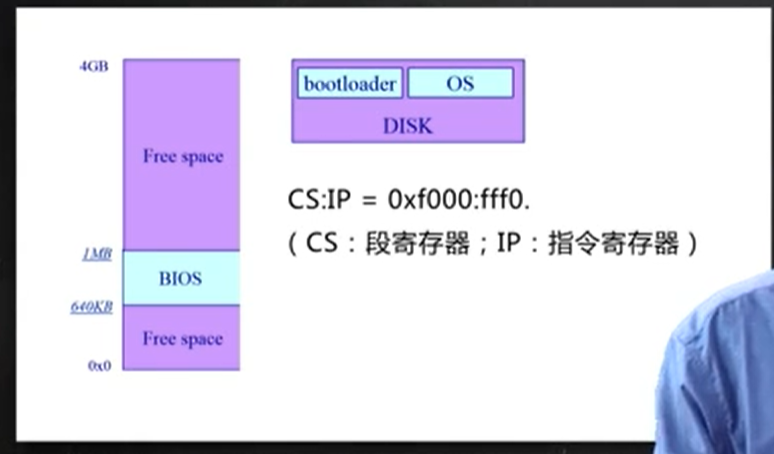 4GB
Free space
1MB
BIOS
640KB
Free space
0x0
bootloader
OS
DISK
CS:IP = 0xf000:fff0.
( CS：段寄存器；IP：指令寄存器 )